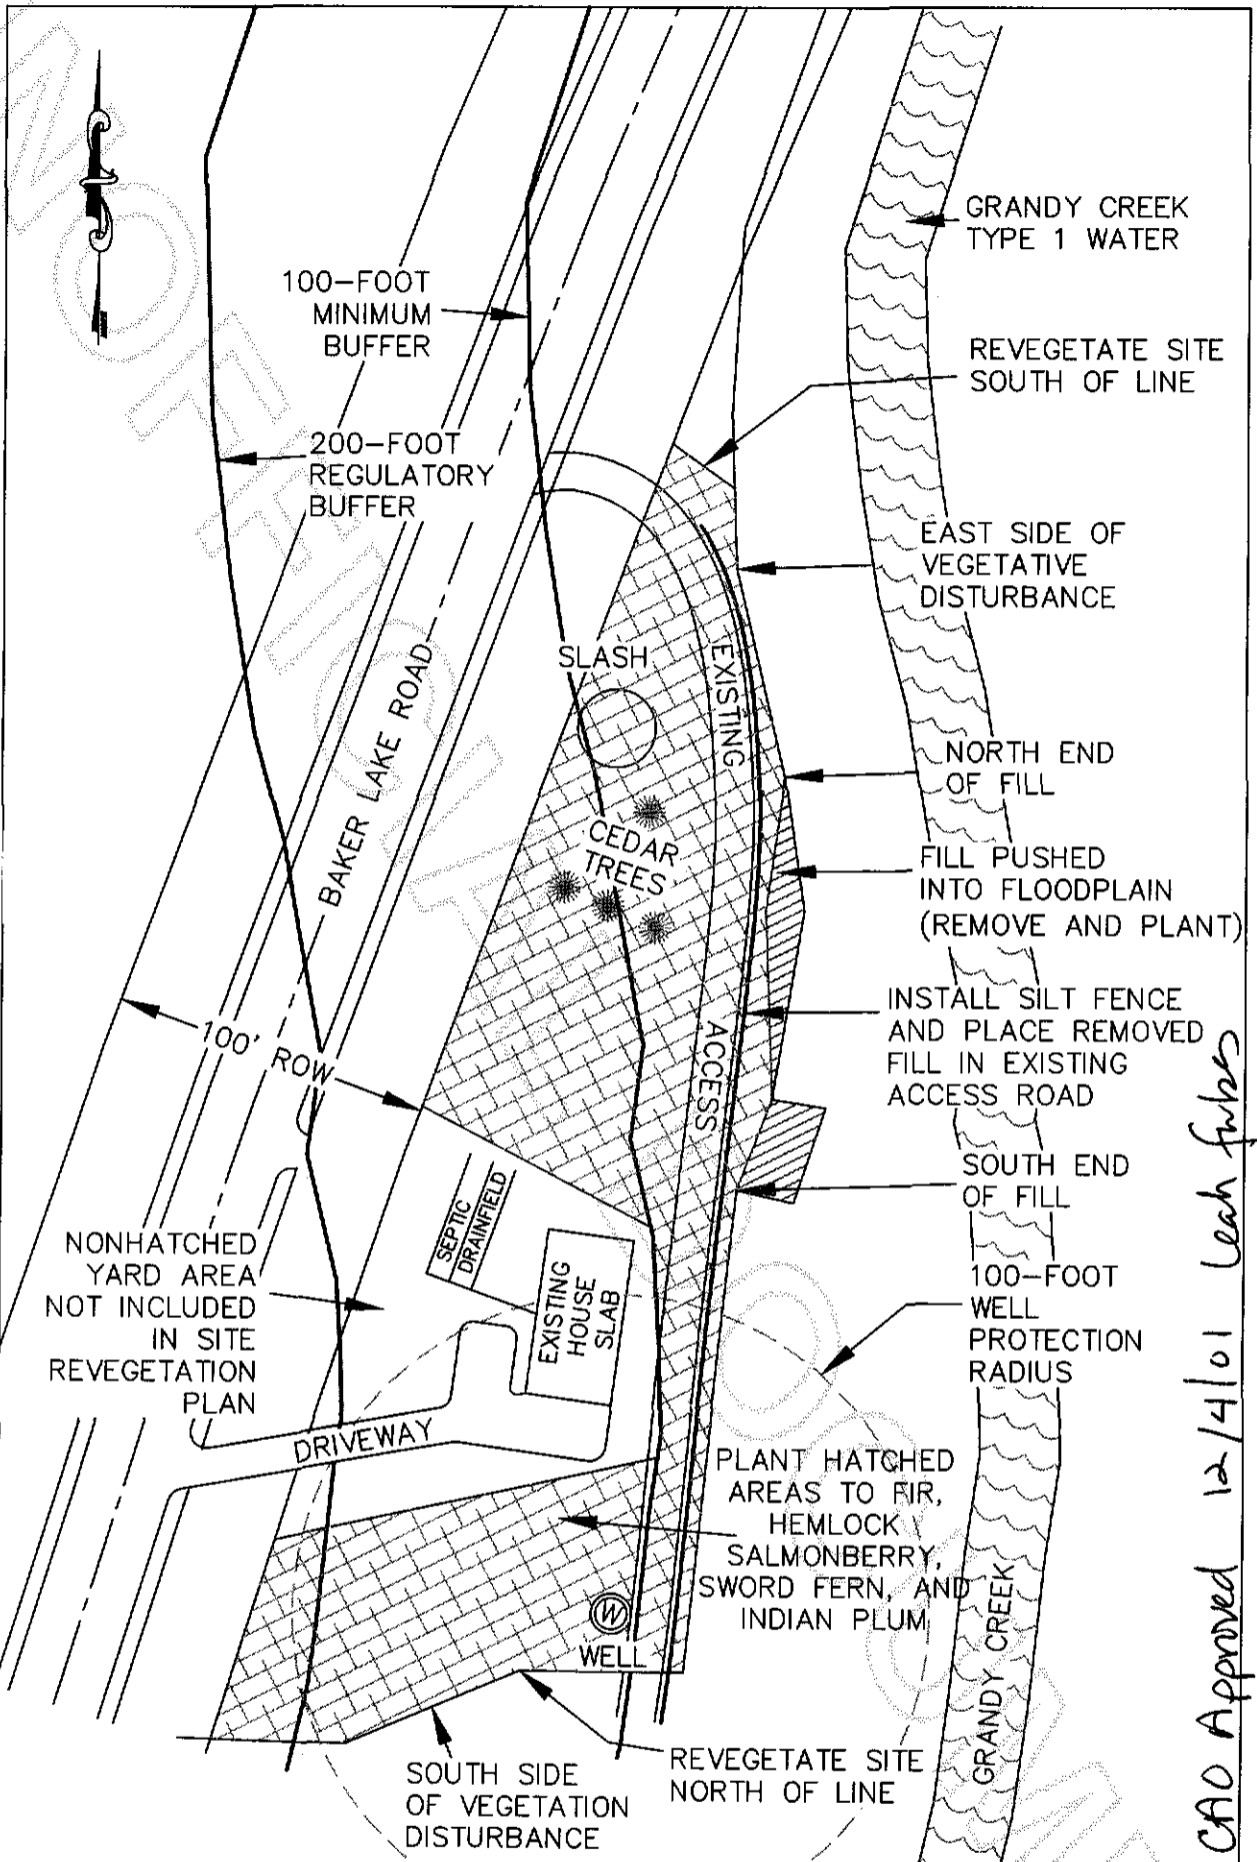 GRANDY CREEK
TYPE 1 WATER
100-FOOT
MINIMUM
BUFFER
REVEGETATE SITE
SOUTH OF LINE
200-FOOT
REGULATORY
BUFFER
EAST SIDE OF
VEGETATIVE
DISTURBANCE
SLASH
EXISTING
BAKER LAKE ROAD
NORTH END
OF FILL
CEDAR
TREES
FILL PUSHED
INTO FLOODPLAIN
(REMOVE AND PLANT)
INSTALL SILT FENCE
AND PLACE REMOVED
FILL IN EXISTING
ACCESS ROAD
100' ROW
ACCESS
SOUTH END
OF FILL
SEPTIC
DRAINFIELD
NONHATCHED
YARD AREA
NOT INCLUDED
IN SITE
REVEGETATION
PLAN
EXISTING
HOUSE
SLAB
100-FOOT
WELL
PROTECTION
RADIUS
DRIVEWAY
PLANT HATCHED
AREAS TO FIR,
HEMLOCK
SALMONBERRY,
SWORD FERN, AND
INDIAN PLUM
W
WELL
GRANDY CREEK
REVEGETATE SITE
NORTH OF LINE
SOUTH SIDE
OF VEGETATION
DISTURBANCE
CAO Approved 12/4/01 Leah